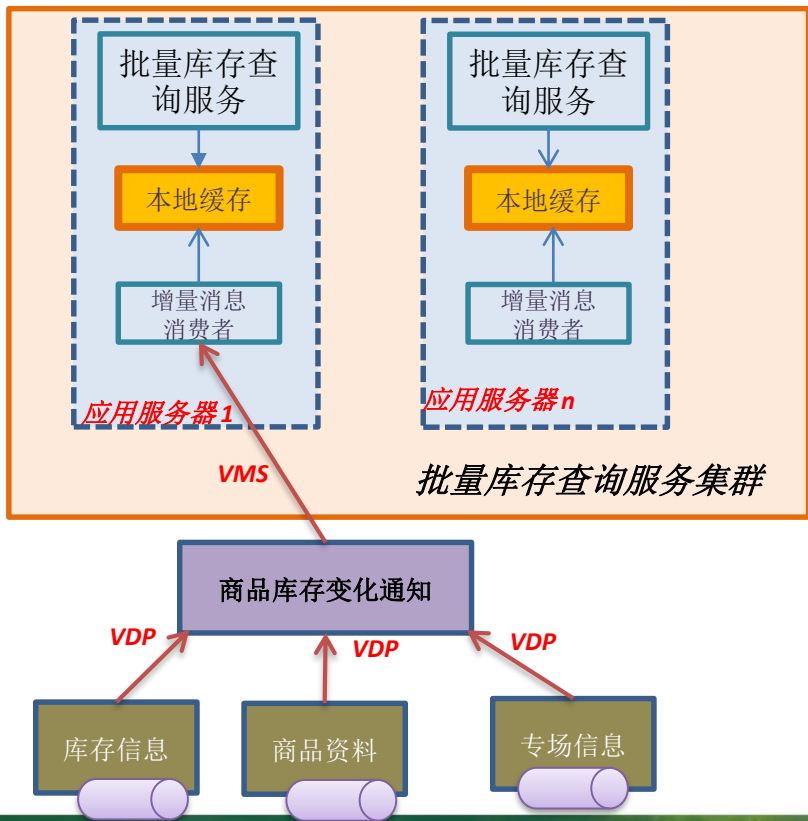 批量库存查
询服务
批量库存查
询服务
本地缓存
本地缓存
增量消息
消费者
增量消息
消费者
应用服务器1
应用服务器n
VMS
批量库存查询服务集群
商品库存变化通知
VDP
VDP
VDP
库存信息
商品资料
专场信息